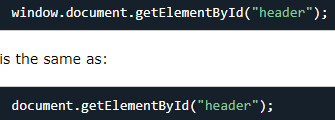 window.document.getElementById("header");
is the same as:
document.getElementById("header");